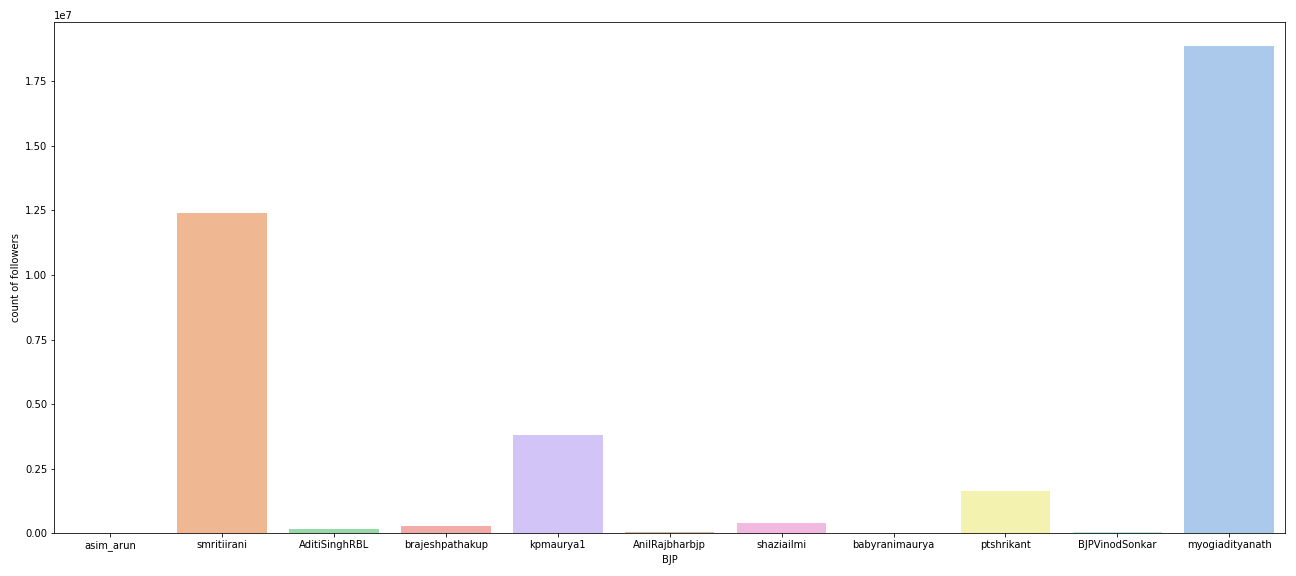 1e7
1.75
1.50
1.25
1.00
0.75
0.50
0.25
0.00
count of followers
asim_arun smritiirani AditiSinghRBL brajeshpathakup kpmaurya1 AnilRajbharbjp shaziailmi babyranimaurya ptshrikant BJPVinodSonkar myogiadityanath
BJP